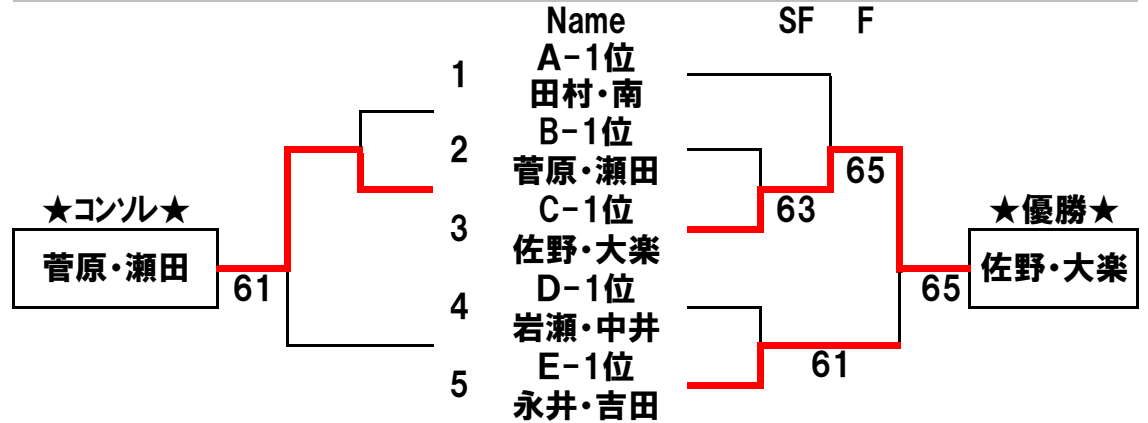 Name SF F
1 A-1位
田村・南
2 B-1位
菅原・瀬田 65
★コンソル★ 3 C-1位 63 ★優勝★
佐野・大楽
菅原・瀬田 佐野・大楽
61 D-1位 65
4 岩瀬・中井
E-1位 61
5 永井・吉田